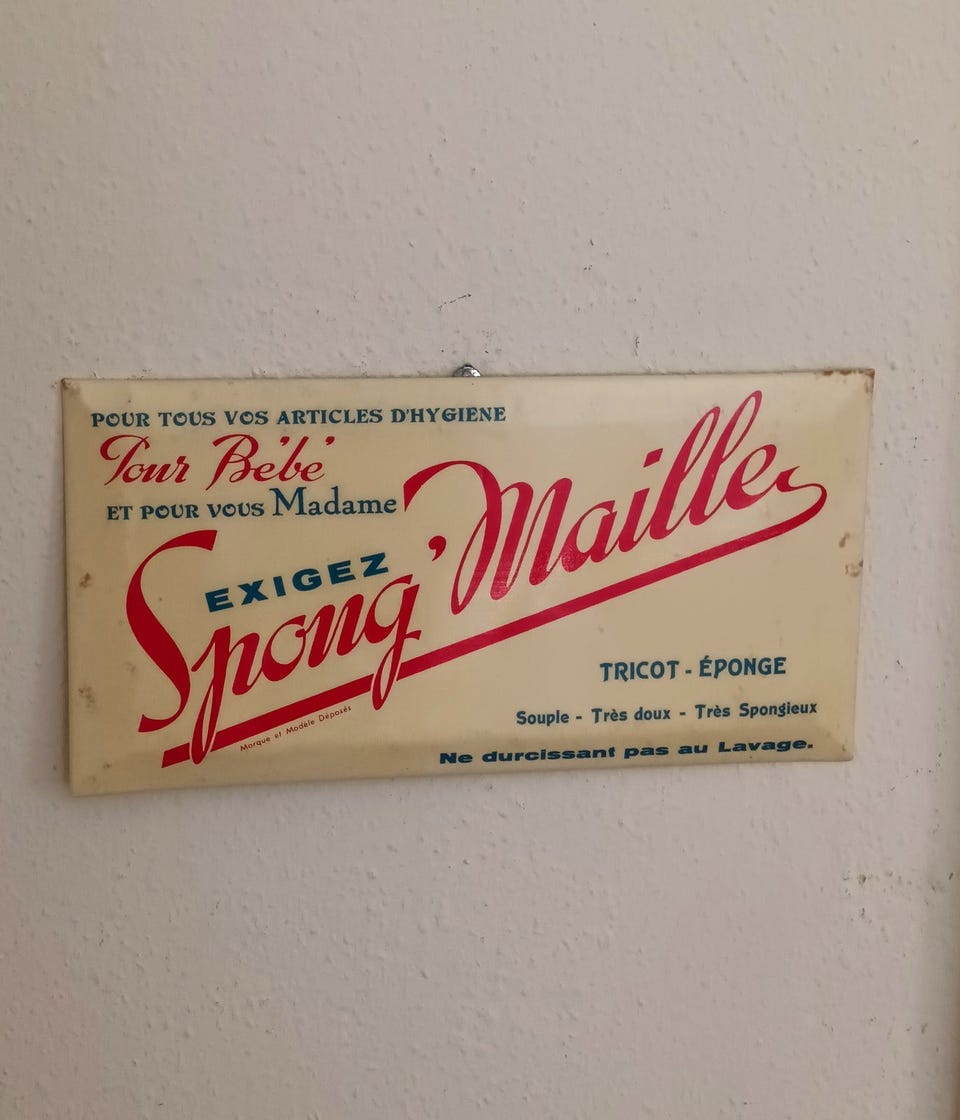 POUR TOUS VOS ARTICLES D'HYGIENE
Pour Bébé
ET POUR VOUS Madame
EXIGEZ
Spong'Maille
Marque et Modèle Déposés
TRICOT - ÉPONGE
Souple - Très doux - Très Spongieux
Ne durcissant pas au Lavage.